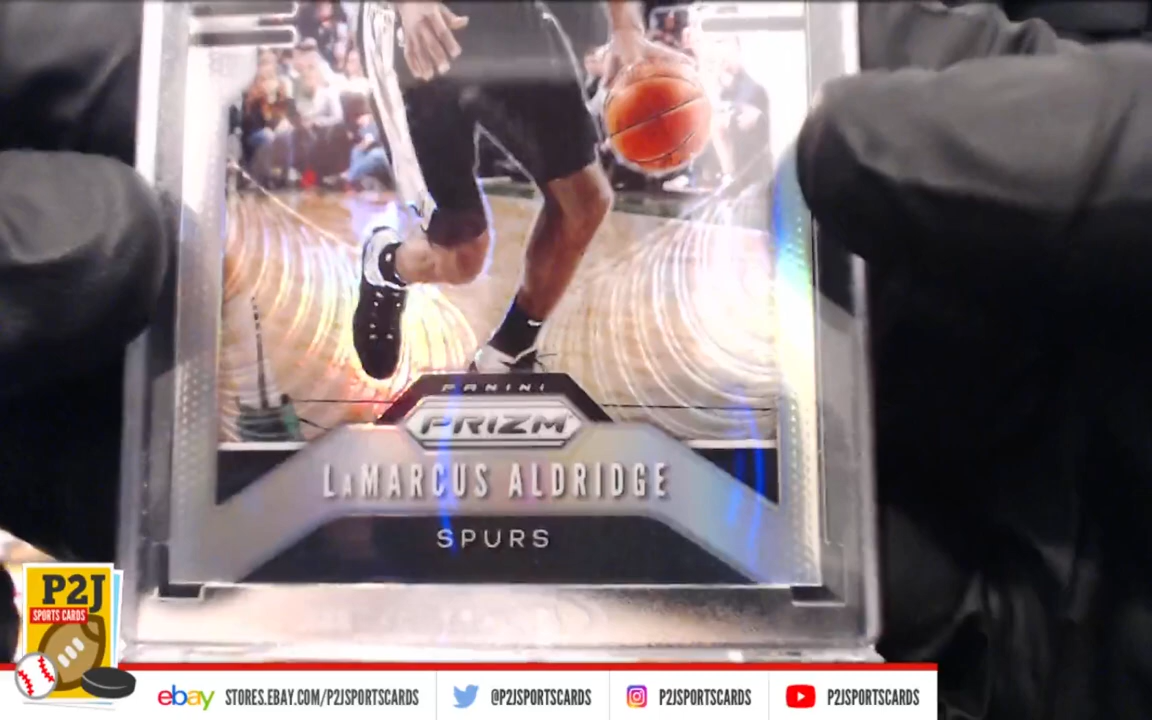 PANINI
PRIZM
LaMARCUS ALDRIDGE
SPURS
P2J
SPORTS CARDS
ebay STORES.EBAY.COM/P2JSPORTSCARDS @P2JSPORTSCARDS P2JSPORTSCARDS P2JSPORTSCARDS